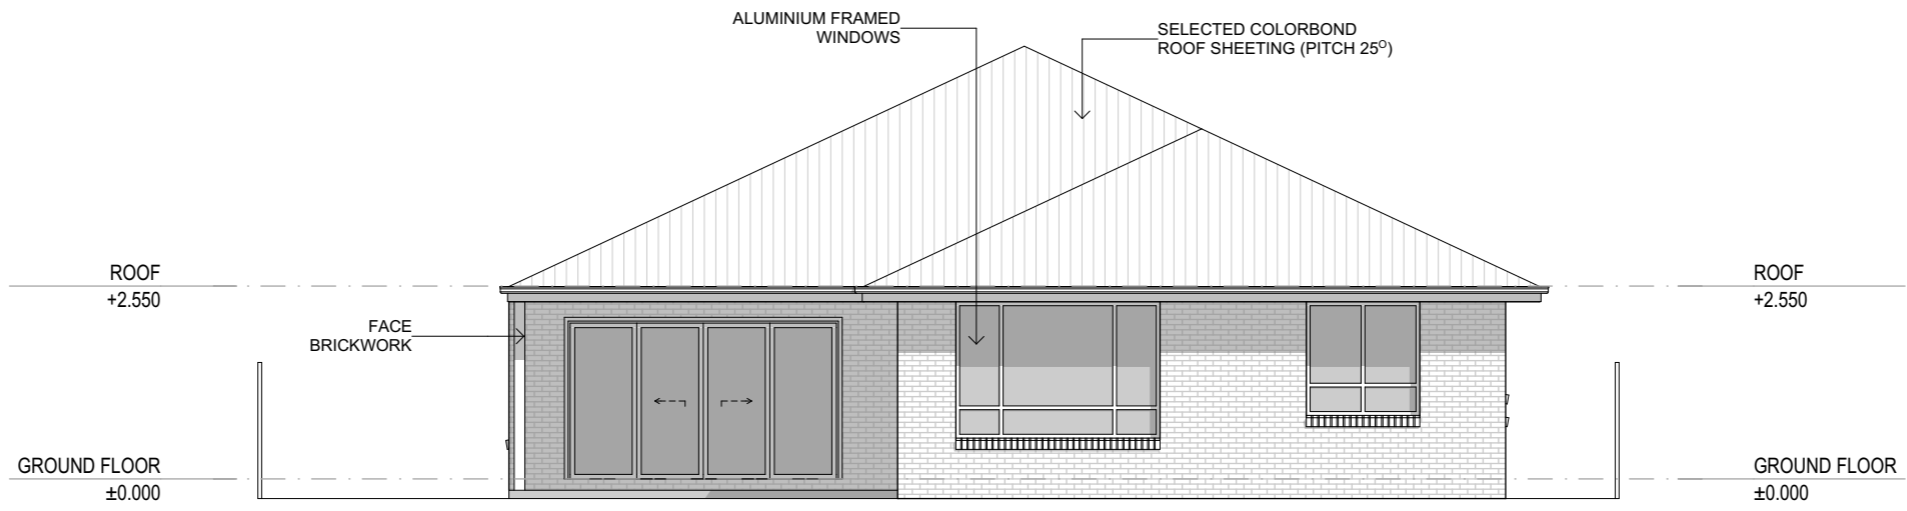 ALUMINIUM FRAMED
WINDOWS
SELECTED COLORBOND
ROOF SHEETING (PITCH 25°)
ROOF
+2.550
ROOF
+2.550
FACE
BRICKWORK
GROUND FLOOR
±0.000
GROUND FLOOR
±0.000